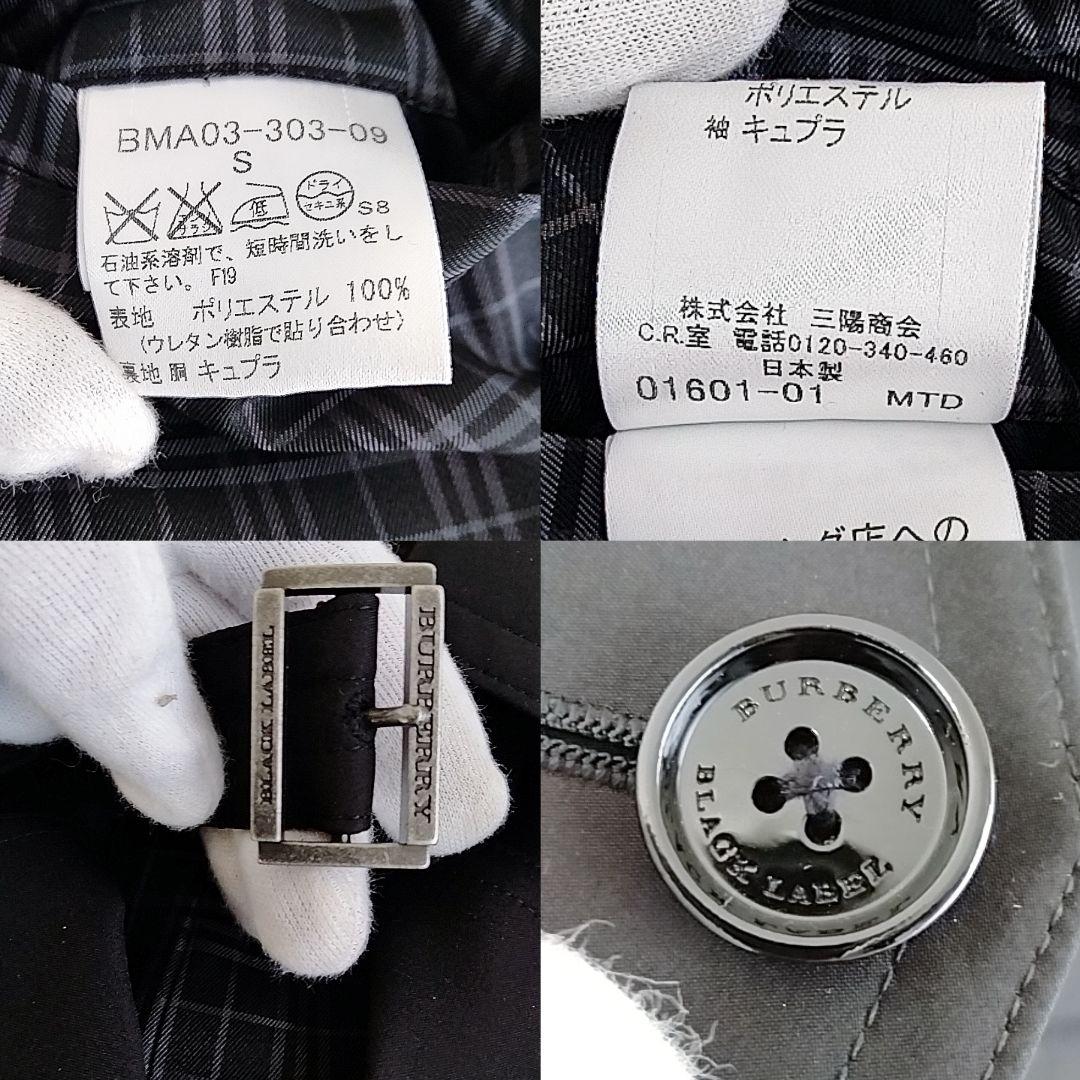 BMA03-303-09
S
ドライ
セキユ系
低
S8
石油系溶剤で、短時間洗いをし
て下さい。 F19
表地 ポリエステル 100%
(ウレタン樹脂で貼り合わせ)
裏地 胴 キュプラ
ポリエステル
袖 キュプラ
株式会社 三陽商会
C.R.室 電話0120-340-460
日本製
01601-01 MTD
店への
BLACK LABEL
BURBERRY
BURBERRY
BLACK LABEL